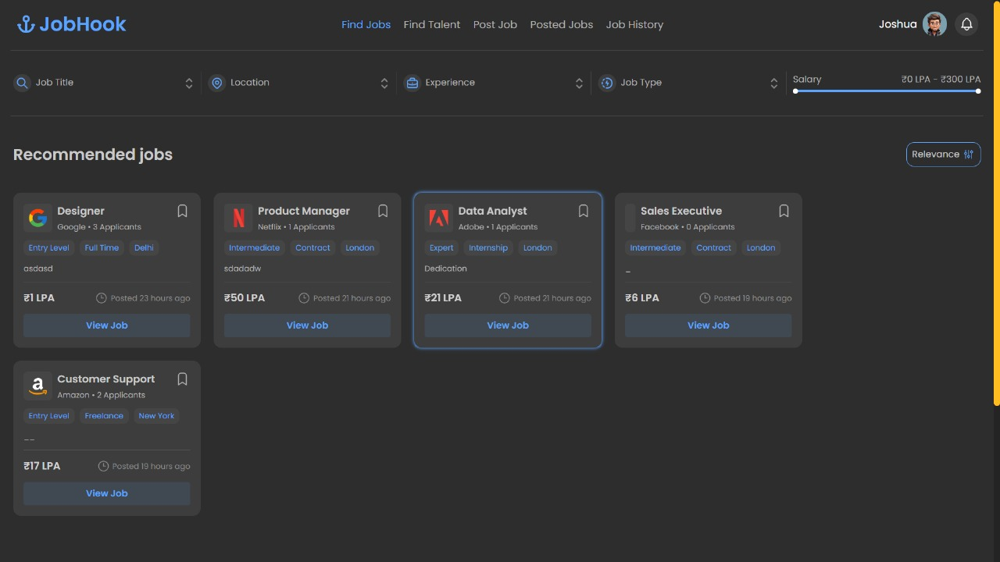 JobHook
Find Jobs Find Talent Post Job Posted Jobs Job History
Joshua
Job Title
Location
Experience
Job Type
Salary ₹0 LPA - ₹300 LPA
Recommended jobs
Relevance
Designer
Google • 3 Applicants
Entry Level Full Time Delhi
asdasd
₹1 LPA Posted 23 hours ago
View Job
Product Manager
Netflix • 1 Applicants
Intermediate Contract London
sdadadw
₹50 LPA Posted 21 hours ago
View Job
Data Analyst
Adobe • 1 Applicants
Expert Internship London
Dedication
₹21 LPA Posted 21 hours ago
View Job
Sales Executive
Facebook • 0 Applicants
Intermediate Contract London
_
₹6 LPA Posted 19 hours ago
View Job
Customer Support
Amazon • 2 Applicants
Entry Level Freelance New York
--
₹17 LPA Posted 19 hours ago
View Job